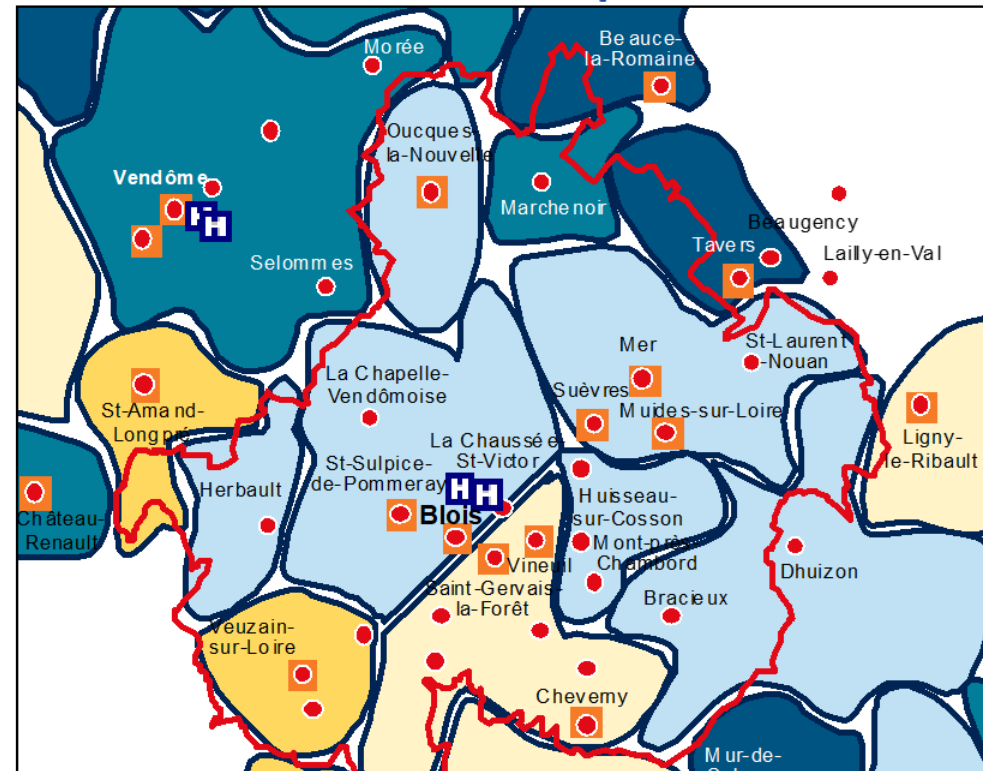 Morée
Beauce-
la-Romaine
Oucques-
la-Nouvelle
Vendôme
H
H
Marchenoir
Beaugency
Tavers
Lailly-en-Val
Selommes
St-Laurent
-Nouan
Mer
La Chapelle-
Vendômoise
Suèvres
Muides-sur-Loire
St-Amand-
Longpré
La Chaussée
St-Victor
Ligny-
le-Ribault
St-Sulpice-
de-Pommeray
Herbault
H
H
Huisseau-
sur-Cosson
Blois
Château-
Renault
Mont-près
Chambord
Vineuil
Dhuizon
Saint-Gervais-
la-Forêt
Bracieux
Veuzain-
sur-Loire
Cheverny
Mur-de-